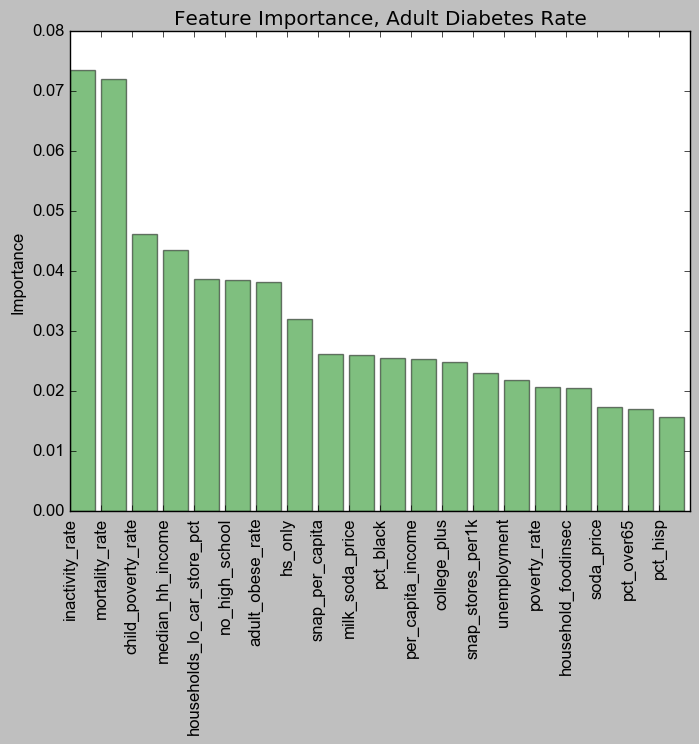 Feature Importance, Adult Diabetes Rate
0.08
0.07
0.06
0.05
0.04
0.03
0.02
0.01
0.00
Importance
inactivity_rate
mortality_rate
child_poverty_rate
median_hh_income
households_lo_car_store_pct
no_high_school
adult_obese_rate
hs_only
snap_per_capita
milk_soda_price
pct_black
per_capita_income
college_plus
snap_stores_per1k
unemployment
poverty_rate
household_foodinsec
soda_price
pct_over65
pct_hisp